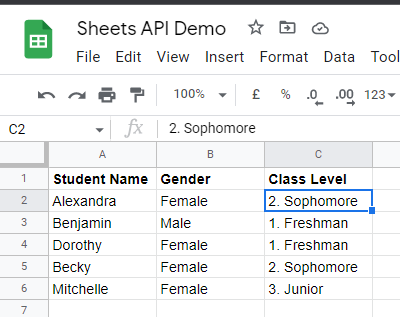 Sheets API Demo
File Edit View Insert Format Data Tool
100% £ % .0 .00 123
C2 fx 2. Sophomore
A B C
1 Student Name Gender Class Level
2 Alexandra Female 2. Sophomore
3 Benjamin Male 1. Freshman
4 Dorothy Female 1. Freshman
5 Becky Female 2. Sophomore
6 Mitchelle Female 3. Junior
7